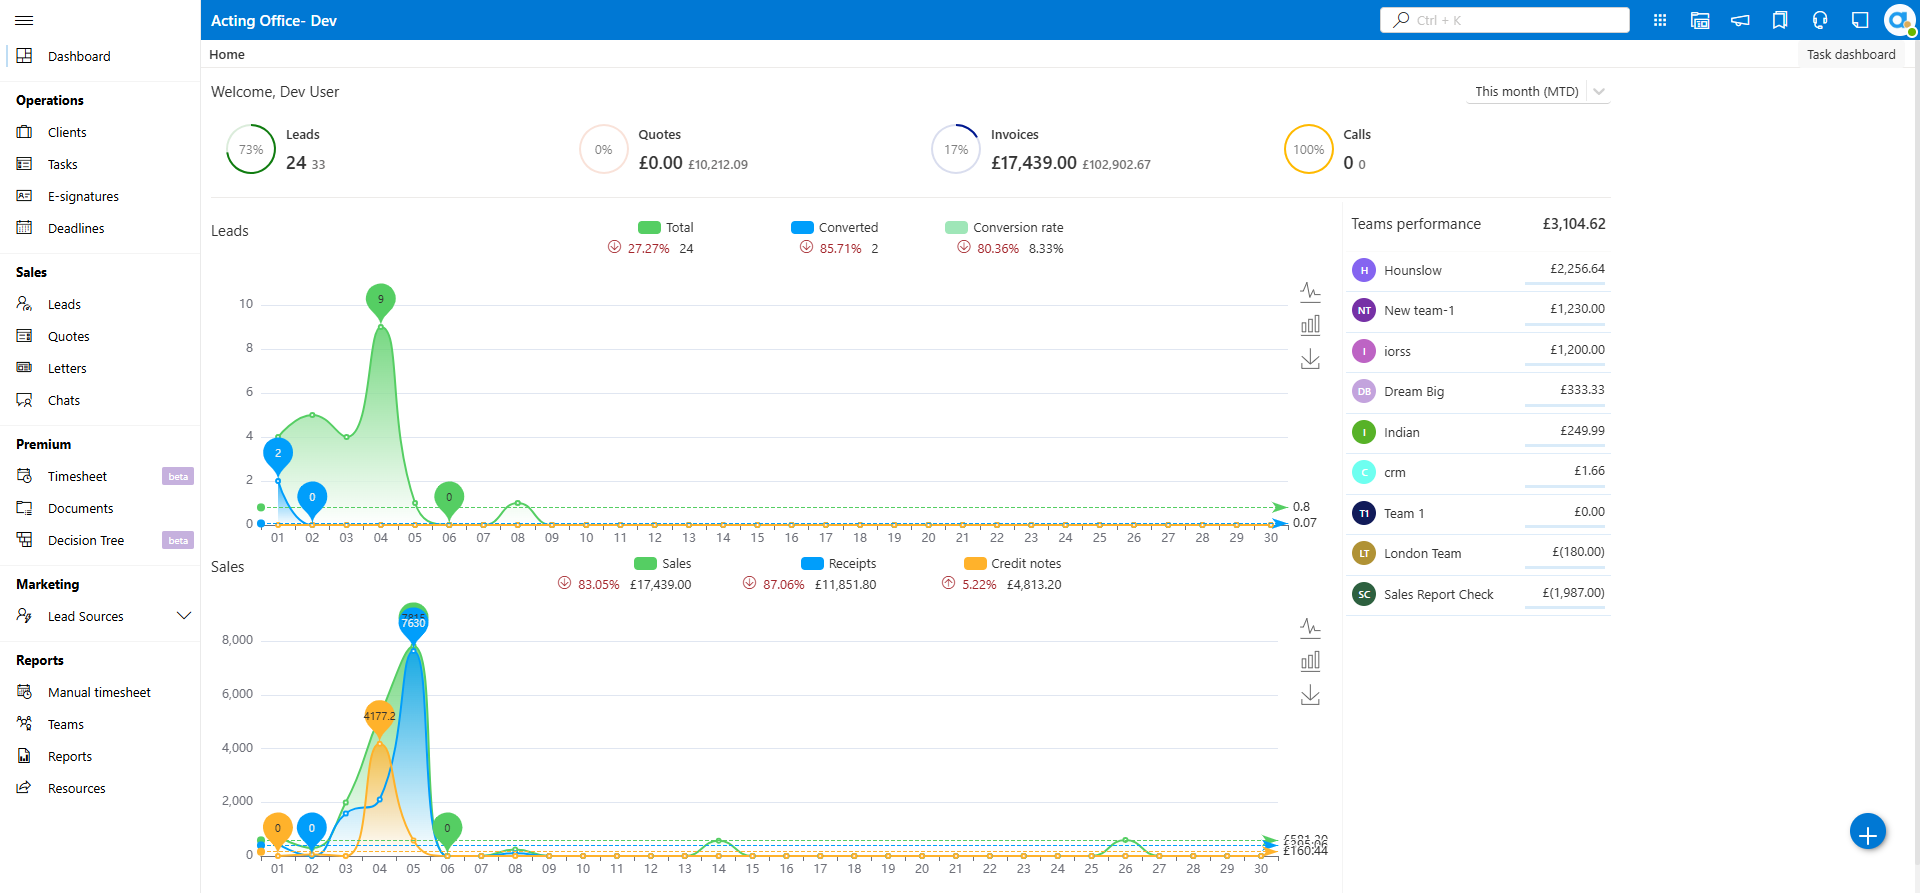 Acting Office- Dev
Ctrl + K
Home
Task dashboard
Dashboard
Operations
Clients
Tasks
E-signatures
Deadlines
Sales
Leads
Quotes
Letters
Chats
Premium
Timesheet beta
Documents
Decision Tree beta
Marketing
Lead Sources
Reports
Manual timesheet
Teams
Reports
Resources
Welcome, Dev User
This month (MTD)
73%
Leads
24 33
0%
Quotes
£0.00 £10,212.09
17%
Invoices
£17,439.00 £102,902.67
100%
Calls
0 0
Leads
Total
27.27% 24
Converted
85.71% 2
Conversion rate
80.36% 8.33%
10
8
6
4
2
0
9
2
0
0
0.8
0.07
01 02 03 04 05 06 07 08 09 10 11 12 13 14 15 16 17 18 19 20 21 22 23 24 25 26 27 28 29 30
Sales
Sales
83.05% £17,439.00
Receipts
87.06% £11,851.80
Credit notes
5.22% £4,813.20
8,000
6,000
4,000
2,000
0
7630
4177.2
0
0
0
£160.44
01 02 03 04 05 06 07 08 09 10 11 12 13 14 15 16 17 18 19 20 21 22 23 24 25 26 27 28 29 30
Teams performance £3,104.62
H Hounslow £2,256.64
NT New team-1 £1,230.00
I iorss £1,200.00
DB Dream Big £333.33
I Indian £249.99
C crm £1.66
T1 Team 1 £0.00
LT London Team £(180.00)
SC Sales Report Check £(1,987.00)